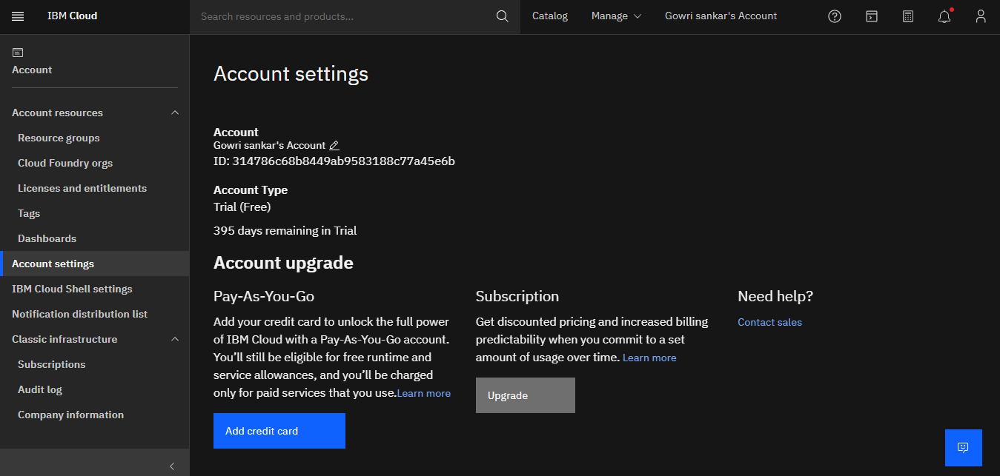 IBM Cloud
Search resources and products...
Catalog
Manage
Gowri sankar's Account
Account
Account resources
Resource groups
Cloud Foundry orgs
Licenses and entitlements
Tags
Dashboards
Account settings
IBM Cloud Shell settings
Notification distribution list
Classic infrastructure
Subscriptions
Audit log
Company information
Account settings
Account
Gowri sankar's Account
ID: 314786c68b8449ab9583188c77a45e6b
Account Type
Trial (Free)
395 days remaining in Trial
Account upgrade
Pay-As-You-Go
Add your credit card to unlock the full power
of IBM Cloud with a Pay-As-You-Go account.
You’ll still be eligible for free runtime and
service allowances, and you’ll be charged
only for paid services that you use.Learn more
Add credit card
Subscription
Get discounted pricing and increased billing
predictability when you commit to a set
amount of usage over time. Learn more
Upgrade
Need help?
Contact sales